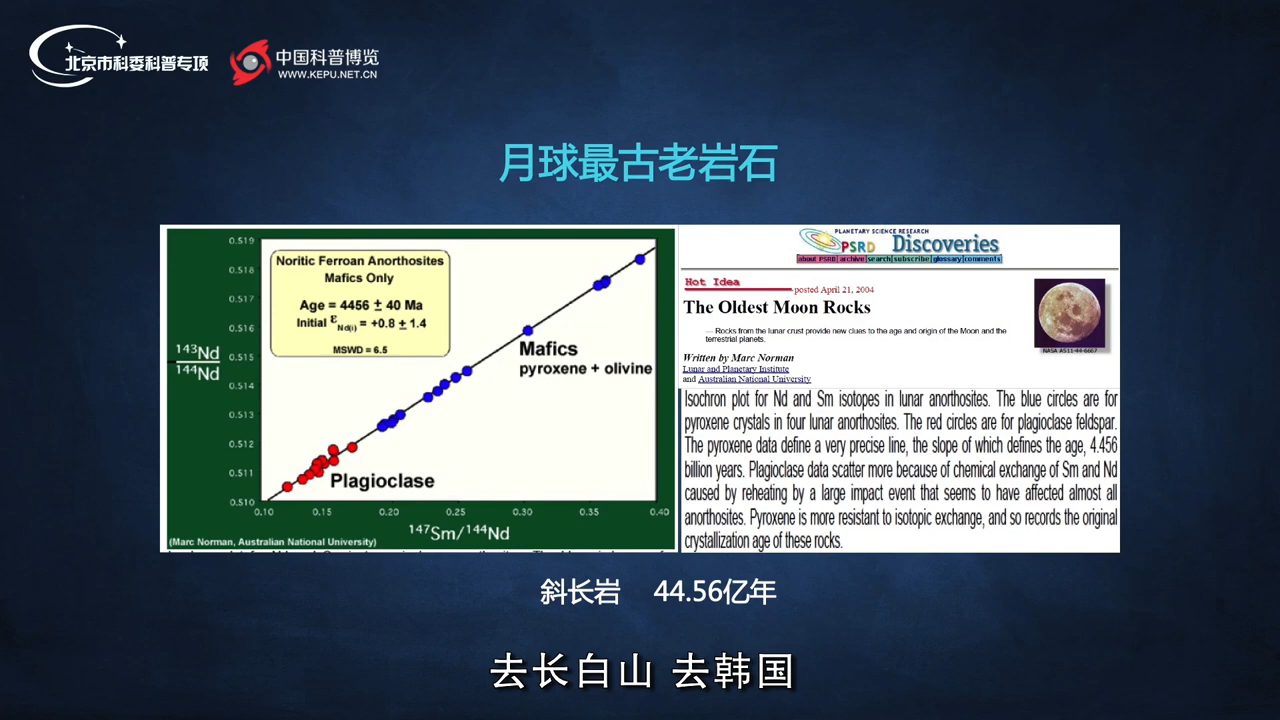 北京市科委科普专项
中国科普博览
WWW.KEPU.NET.CN
月球最古老岩石
0.519
0.518
0.517
0.516
0.515
0.514
0.513
0.512
0.511
0.510
143Nd
144Nd
Noritic Ferroan Anorthosites
Mafics Only
Age = 4456 ± 40 Ma
Initial εNd(i) = +0.8 ± 1.4
MSWD = 6.5
Mafics
pyroxene + olivine
Plagioclase
0.10 0.15 0.20 0.25 0.30 0.35 0.40
147Sm/144Nd
(Marc Norman, Australian National University)
PLANETARY SCIENCE RESEARCH
PSRD Discoveries
about PSRD|archive|search|subscribe|glossary|comments
Hot Idea
posted April 21, 2004
The Oldest Moon Rocks
--- Rocks from the lunar crust provide new clues to the age and origin of the Moon and the
terrestrial planets.
Written by Marc Norman
Lunar and Planetary Institute
and Australian National University
NASA AS11-44-6667
Isochron plot for Nd and Sm isotopes in lunar anorthosites. The blue circles are for
pyroxene crystals in four lunar anorthosites. The red circles are for plagioclase feldspar.
The pyroxene data define a very precise line, the slope of which defines the age, 4.456
billion years. Plagioclase data scatter more because of chemical exchange of Sm and Nd
caused by reheating by a large impact event that seems to have affected almost all
anorthosites. Pyroxene is more resistant to isotopic exchange, and so records the original
crystallization age of these rocks.
斜长岩 44.56亿年
去长白山 去韩国